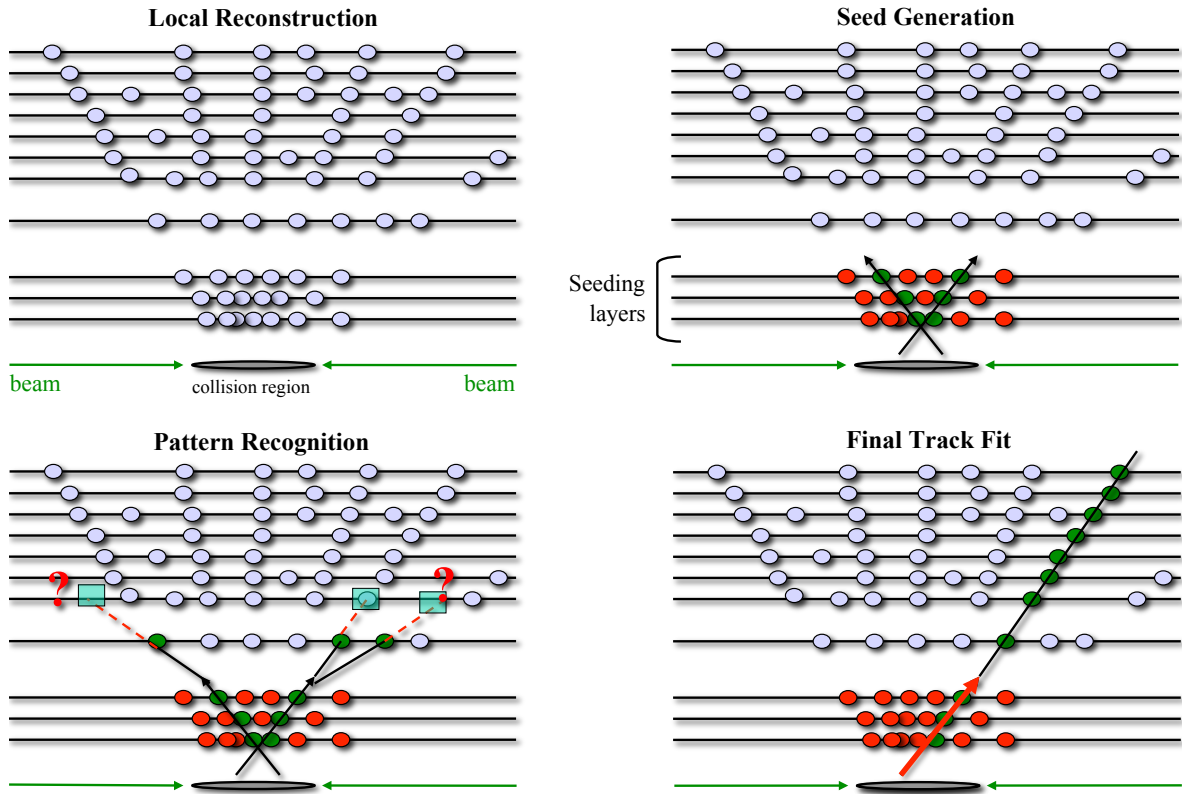 Local Reconstruction
Seed Generation
Seeding
layers
beam
collision region
beam
Pattern Recognition
Final Track Fit
?
?